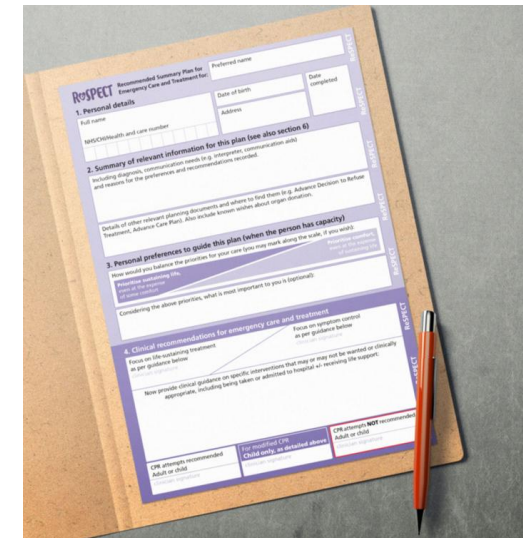 ReSPECT
Recommended Summary Plan for
Emergency Care and Treatment for:
Preferred name
1. Personal details
Full name
Date of birth
Date
completed
NHS/CHI/Health and care number
Address
2. Summary of relevant information for this plan (see also section 6)
Including diagnosis, communication needs (e.g. interpreter, communication aids)
and reasons for the preferences and recommendations recorded.
Details of other relevant planning documents and where to find them (e.g. Advance Decision to Refuse
Treatment, Advance Care Plan). Also include known wishes about organ donation.
3. Personal preferences to guide this plan (when the person has capacity)
How would you balance the priorities for your care (you may mark along the scale, if you wish):
Prioritise sustaining life,
even at the expense
of some comfort
Prioritise comfort,
even at the expense
of sustaining life
Considering the above priorities, what is most important to you is (optional):
4. Clinical recommendations for emergency care and treatment
Focus on life-sustaining treatment
as per guidance below
clinician signature
Focus on symptom control
as per guidance below
clinician signature
Now provide clinical guidance on specific interventions that may or may not be wanted or clinically
appropriate, including being taken or admitted to hospital +/- receiving life support:
CPR attempts recommended
Adult or child
clinician signature
For modified CPR
Child only, as detailed above
clinician signature
CPR attempts NOT recommended
Adult or child
clinician signature
ReSPECT
ReSPECT
ReSPECT
ReSPECT
ReSPECT
ReSPECT
ReSPECT